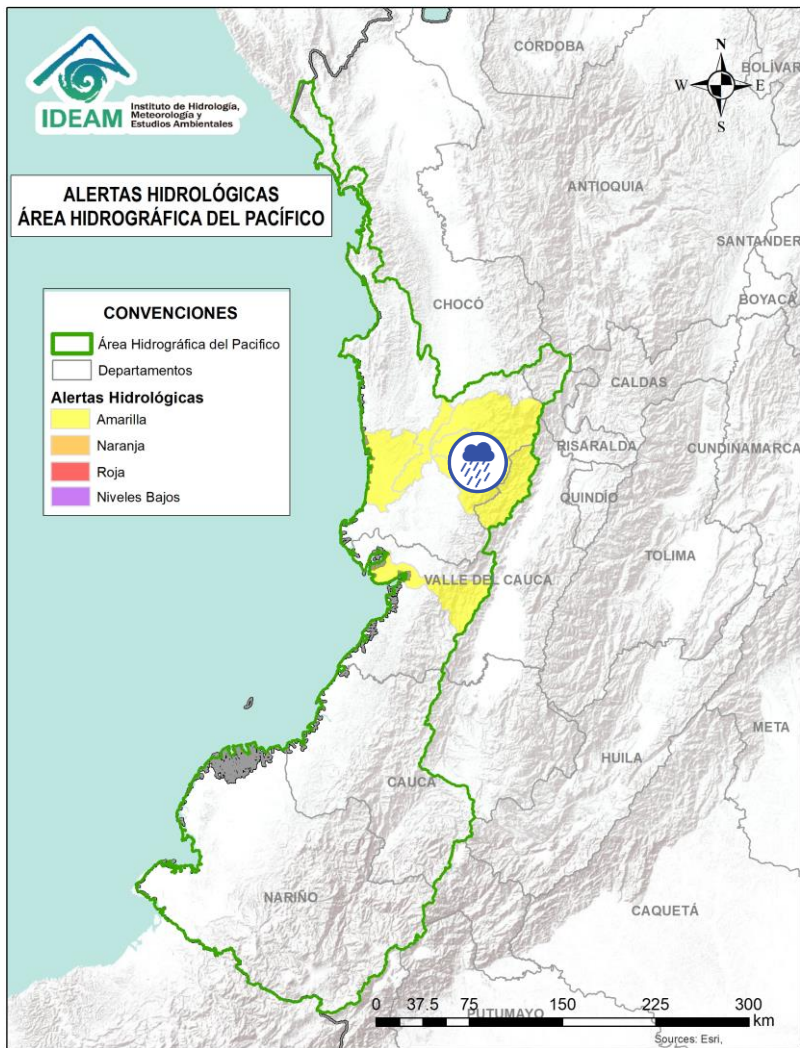 IDEAM
Instituto de Hidrología,
Meteorología y
Estudios Ambientales
ALERTAS HIDROLÓGICAS
ÁREA HIDROGRÁFICA DEL PACÍFICO
CONVENCIONES
Área Hidrográfica del Pacifico
Departamentos
Alertas Hidrológicas
Amarilla
Naranja
Roja
Niveles Bajos
N
W E
S
CÓRDOBA
BOLÍVAR
ANTIOQUIA
SANTANDER
BOYACÁ
CHOCÓ
CALDAS
RISARALDA
CUNDINAMARCA
QUINDÍO
TOLIMA
VALLE DEL CAUCA
META
HUILA
CAUCA
NARIÑO
CAQUETÁ
PUTUMAYO
0 37.5 75 150 225 300
km
Sources: Esri,